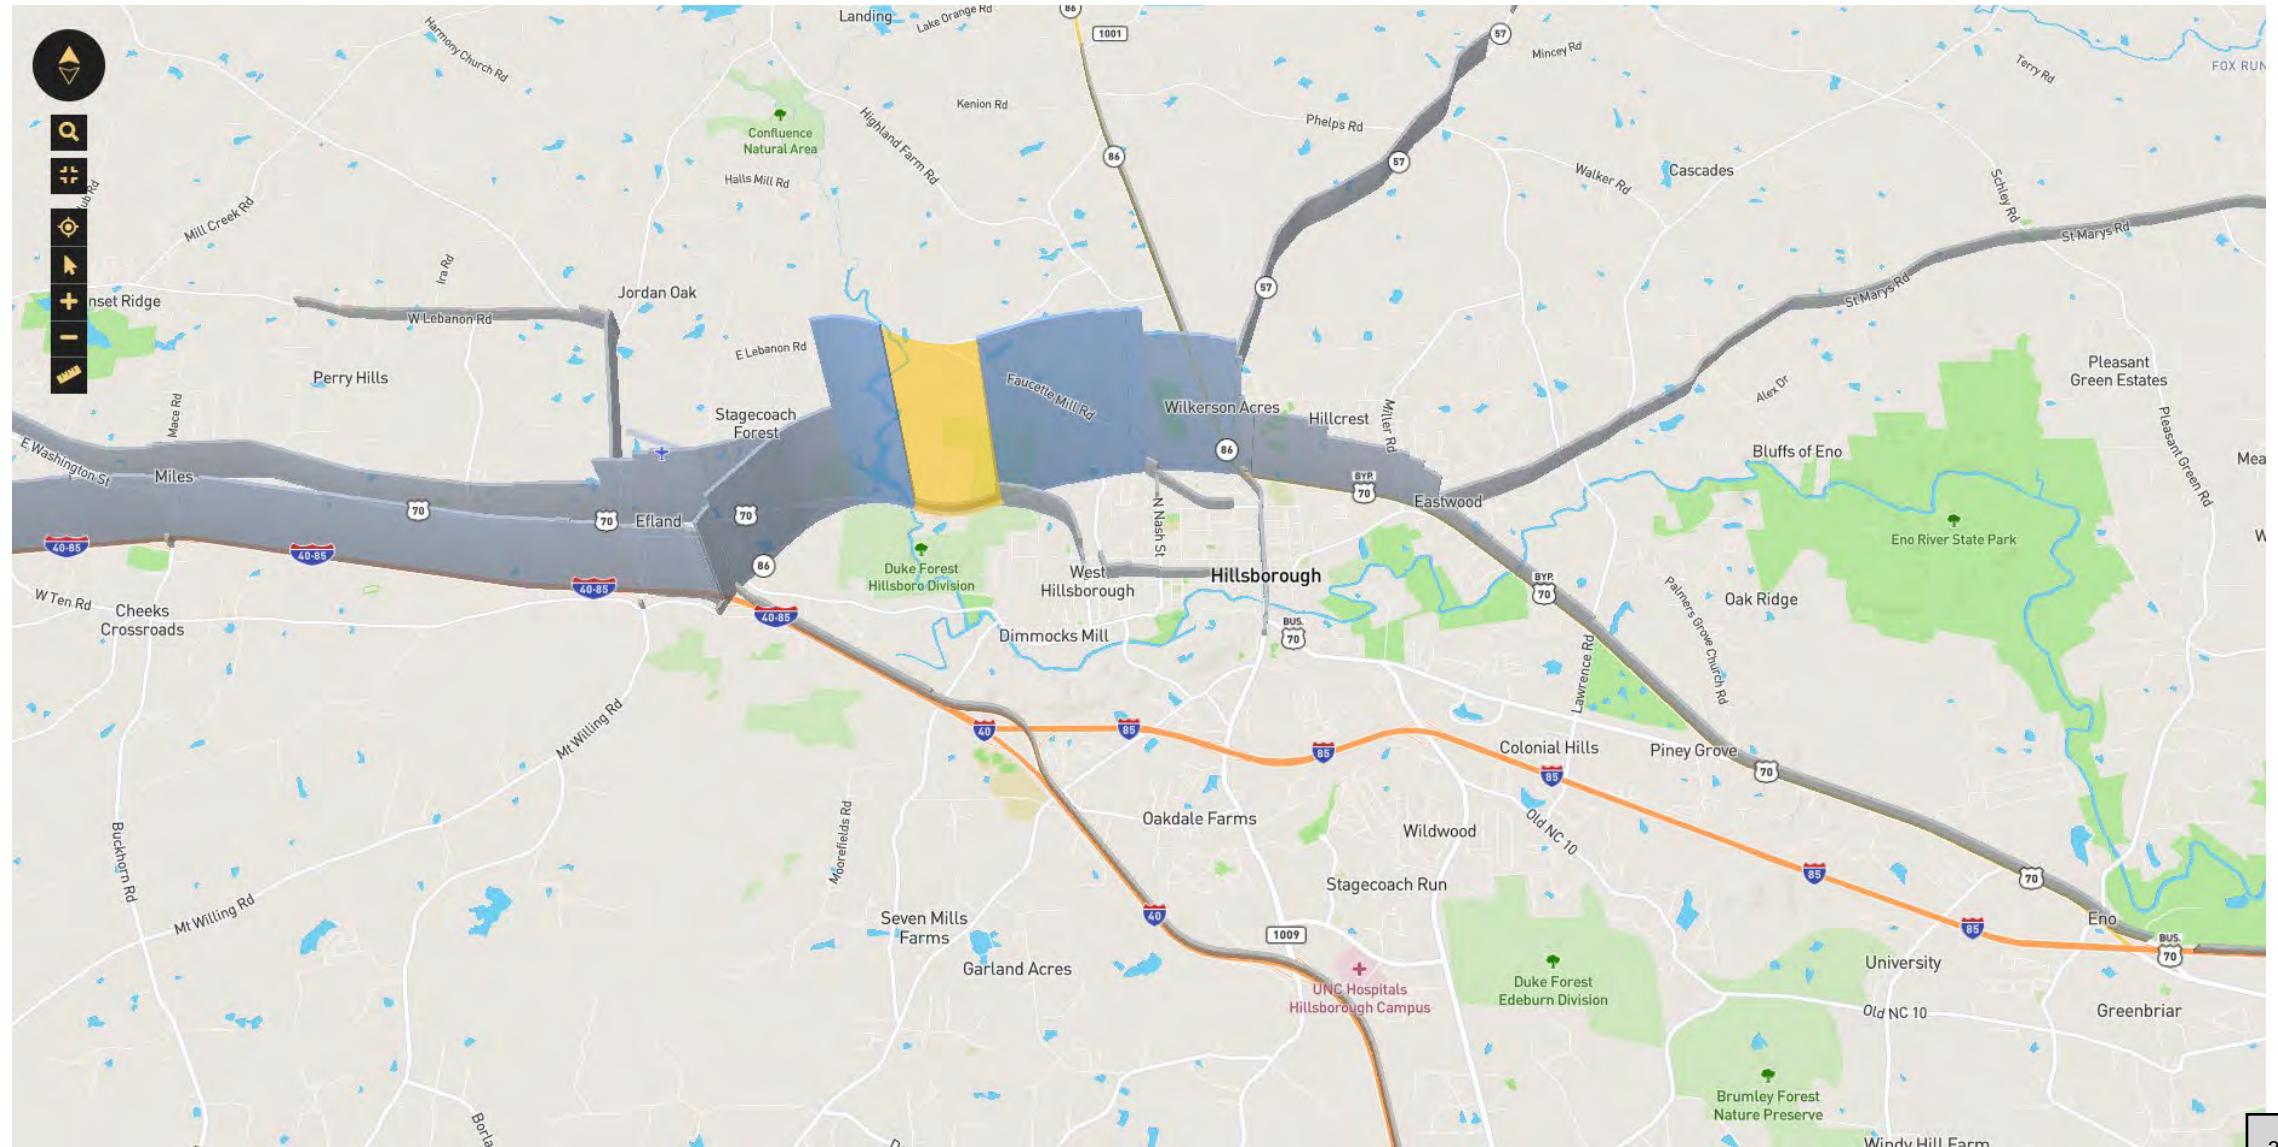 Landing
Lake Orange Rd
86
1001
57
Mincey Rd
Terry Rd
FOX RUN
Harmony Church Rd
Kenion Rd
Highland Farm Rd
Confluence
Natural Area
Phelps Rd
86
57
Halls Mill Rd
Walker Rd
Cascades
Schley Rd
Mill Creek Rd
St Marys Rd
Ira Rd
57
St Marys Rd
nset Ridge
Jordan Oak
W Lebanon Rd
E Lebanon Rd
Perry Hills
Faucette Mill Rd
Pleasant
Green Estates
Alex Dr
Mace Rd
Stagecoach
Forest
Wilkerson Acres
Hillcrest
Miller Rd
Pleasant Green Rd
E Washington St
Miles
86
Bluffs of Eno
Mea
70
70
Efland
70
BYP.
70
Eastwood
N Nash St
Eno River State Park
W
40-85
40-85
40-85
86
Duke Forest
Hillsboro Division
West
Hillsborough
Hillsborough
BYP.
70
Oak Ridge
Palmers Grove Church Rd
W Ten Rd
Cheeks
Crossroads
40-85
Dimmocks Mill
BUS.
70
Lawrence Rd
Mt Willing Rd
40
85
85
Colonial Hills
85
Piney Grove
70
Buckhorn Rd
Moorefields Rd
Oakdale Farms
Wildwood
Old NC 10
85
70
Stagecoach Run
Mt Willing Rd
Seven Mills
Farms
40
1009
85
Eno
BUS.
70
Garland Acres
UNC Hospitals
Hillsborough Campus
Duke Forest
Edeburn Division
University
Old NC 10
Greenbriar
Brumley Forest
Nature Preserve
Borla
Windy Hill Farm